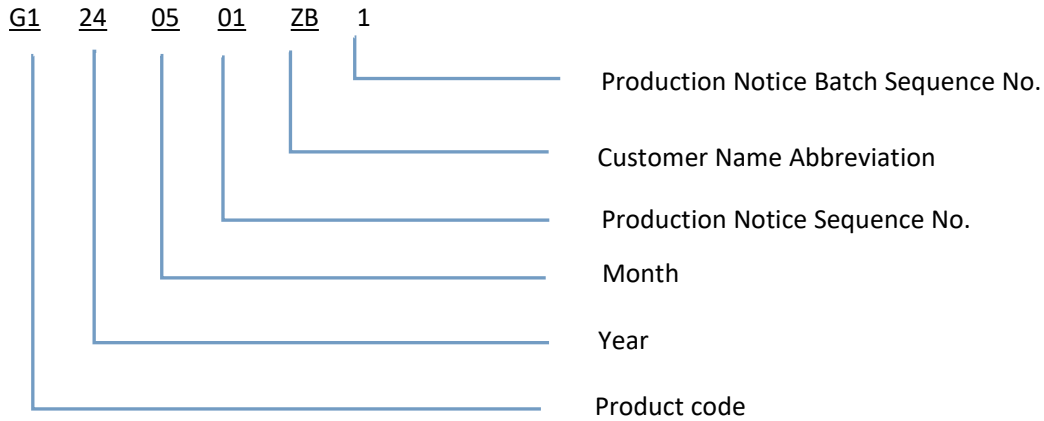 G1 24 05 01 ZB 1
Production Notice Batch Sequence No.
Customer Name Abbreviation
Production Notice Sequence No.
Month
Year
Product code